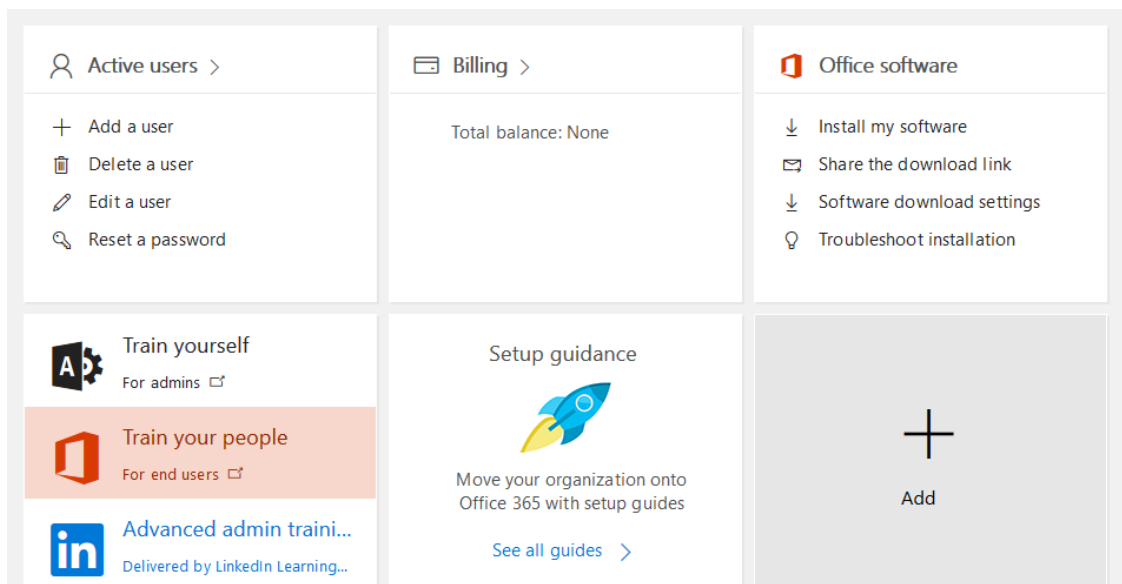 Active users
Add a user
Delete a user
Edit a user
Reset a password
Billing
Total balance: None
Office software
Install my software
Share the download link
Software download settings
Troubleshoot installation
A
Train yourself
For admins
Train your people
For end users
in
Advanced admin traini...
Delivered by LinkedIn Learning...
Setup guidance
Move your organization onto
Office 365 with setup guides
See all guides
Add